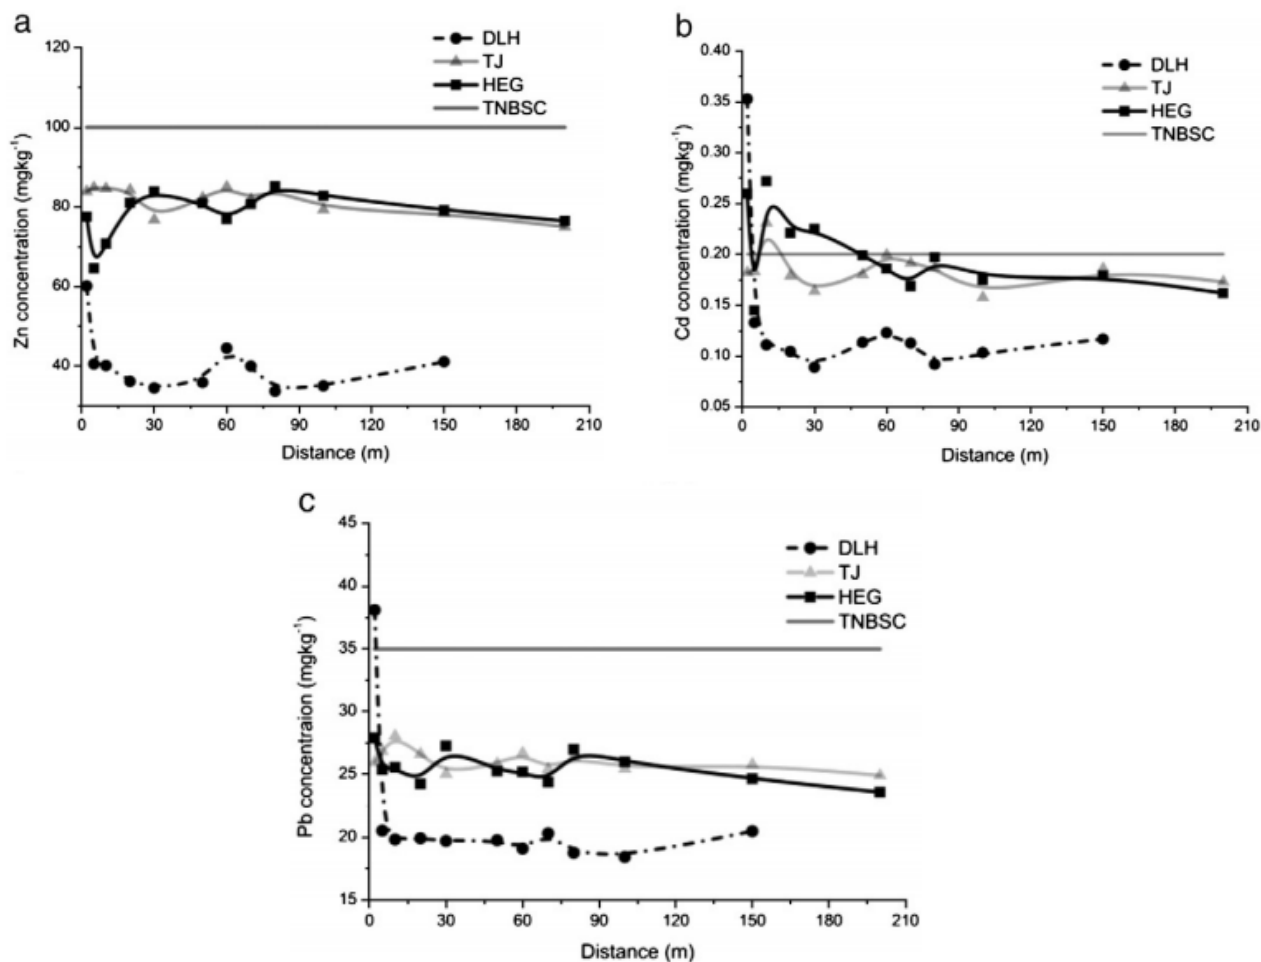 a
DLH
TJ
HEG
TNBSC
120
100
80
60
40
Zn concentration (mgkg⁻¹)
0 30 60 90 120 150 180 210
Distance (m)
b
DLH
TJ
HEG
TNBSC
0.40
0.35
0.30
0.25
0.20
0.15
0.10
0.05
Cd concentration (mgkg⁻¹)
0 30 60 90 120 150 180 210
Distance (m)
c
DLH
TJ
HEG
TNBSC
45
40
35
30
25
20
15
Pb concentraion (mgkg⁻¹)
0 30 60 90 120 150 180 210
Distance (m)